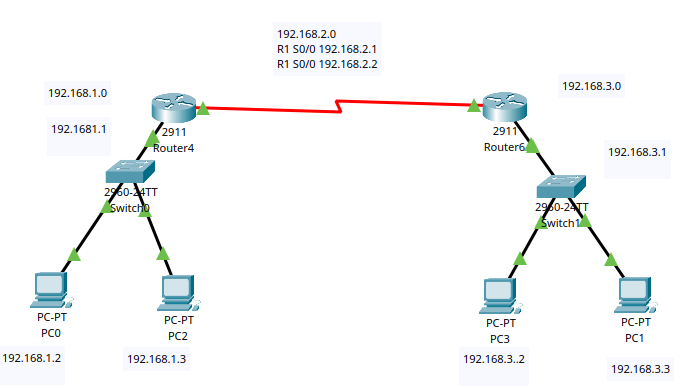 192.168.2.0
R1 S0/0 192.168.2.1
R1 S0/0 192.168.2.2
192.168.1.0
192.168.3.0
192.1681.1
2911
Router4
2911
Router6
192.168.3.1
2960-24TT
Switch0
2960-24TT
Switch1
PC-PT
PC0
PC-PT
PC2
PC-PT
PC3
PC-PT
PC1
192.168.1.2
192.168.1.3
192.168.3..2
192.168.3.3